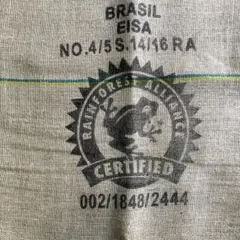 BRASIL
EISA
NO.4/5 S.14/16 RA
RAINFOREST ALLIANCE
CERTIFIED
002/1848/2444